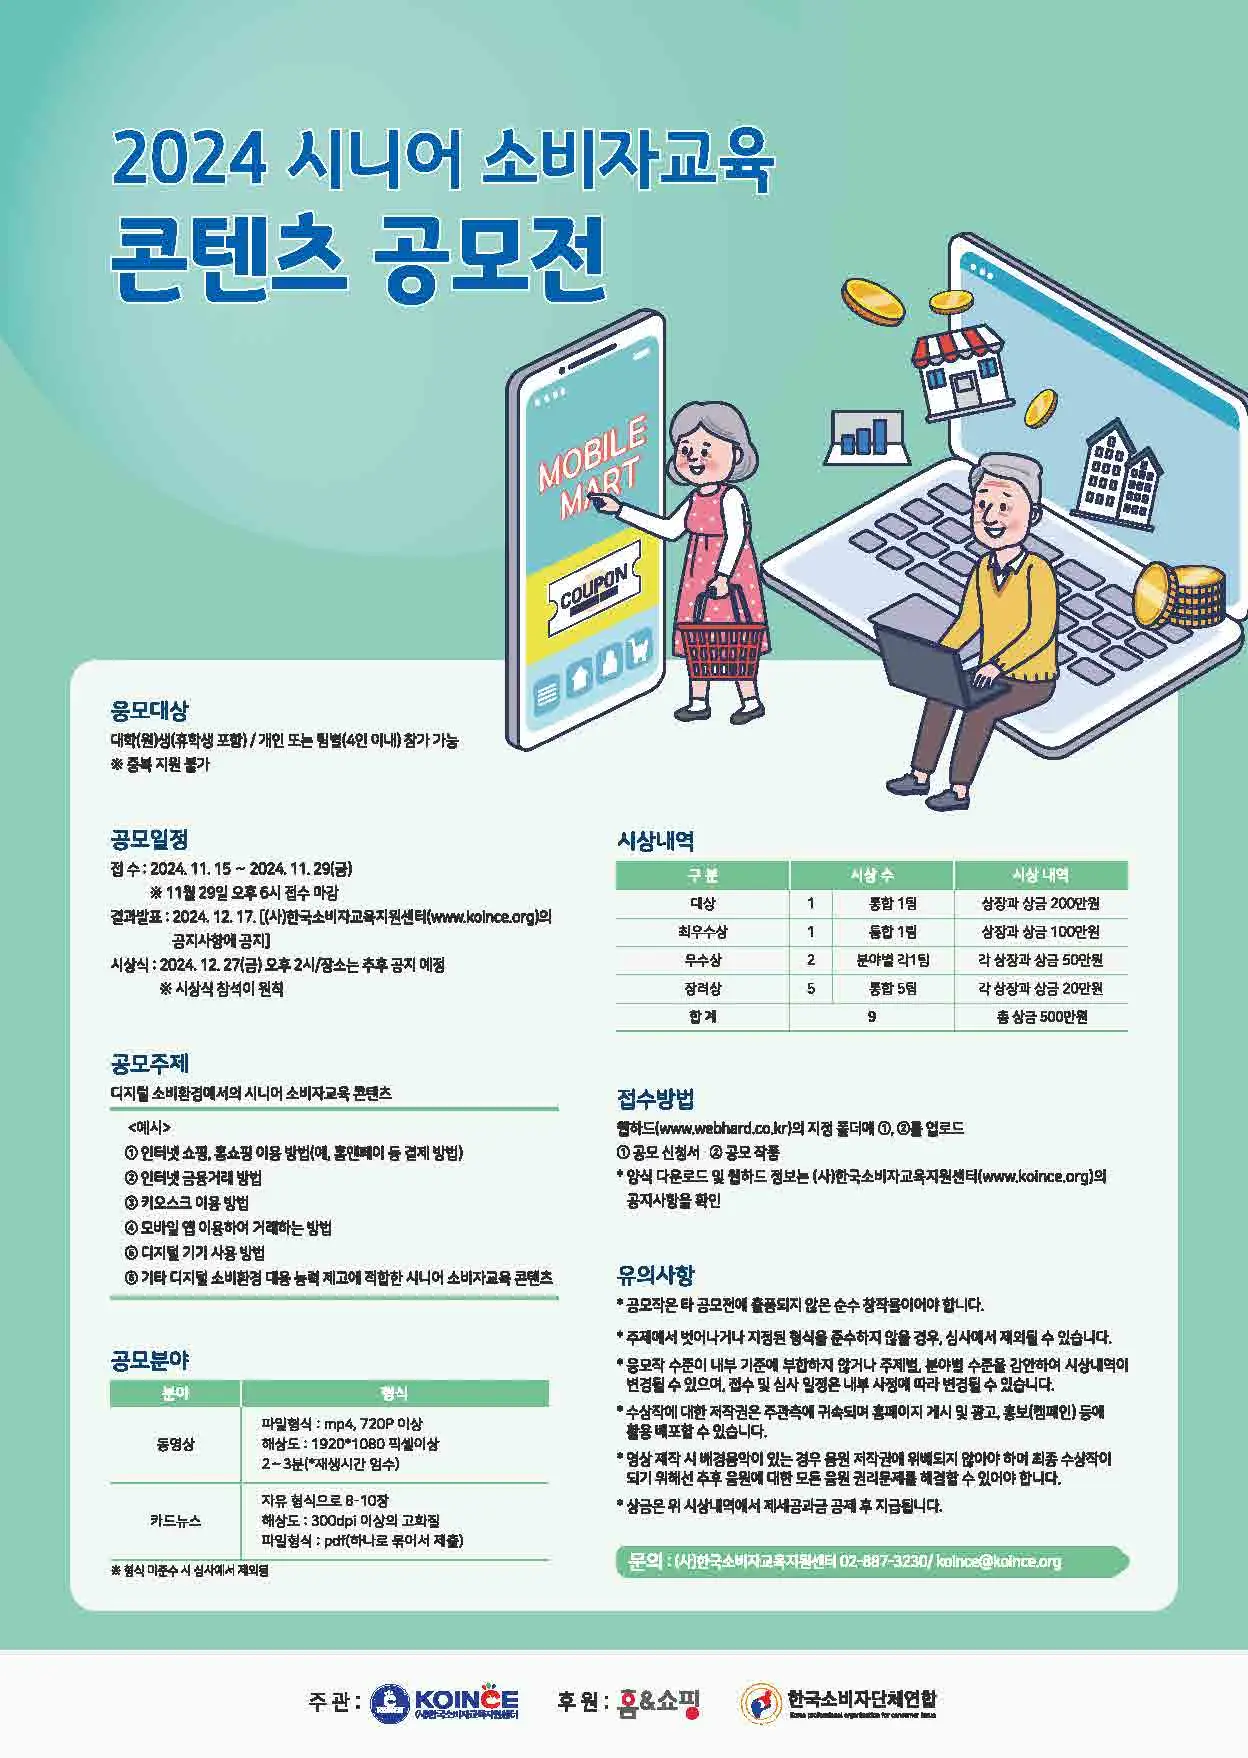 2024 시니어 소비자교육
콘텐츠 공모전
MOBILE
MART
COUPON
응모대상
대학(원)생(휴학생 포함) / 개인 또는 팀별(4인 이내) 참가 가능
※ 중복 지원 불가
공모일정
접 수 : 2024. 11. 15 ~ 2024. 11. 29(금)
※ 11월 29일 오후 6시 접수 마감
결과발표 : 2024. 12. 17. [(사)한국소비자교육지원센터(www.koince.org)의
공지사항에 공지]
시상식 : 2024. 12. 27(금) 오후 2시/장소는 추후 공지 예정
※ 시상식 참석이 원칙
공모주제
디지털 소비환경에서의 시니어 소비자교육 콘텐츠
<예시>
① 인터넷 쇼핑, 홈쇼핑 이용 방법(예, 홈앤페이 등 결제 방법)
② 인터넷 금융거래 방법
③ 키오스크 이용 방법
④ 모바일 앱 이용하여 거래하는 방법
⑤ 디지털 기기 사용 방법
⑥ 기타 디지털 소비환경 대응 능력 제고에 적합한 시니어 소비자교육 콘텐츠
공모분야
분야 형식
동영상
파일형식 : mp4, 720P 이상
해상도 : 1920*1080 픽셀이상
2~3분(*재생시간 엄수)
카드뉴스
자유 형식으로 8-10장
해상도 : 300dpi 이상의 고화질
파일형식 : pdf(하나로 묶어서 제출)
※ 형식 미준수 시 심사에서 제외됨
시상내역
구 분 시상 수 시상 내역
대상 1 통합 1팀 상장과 상금 200만원
최우수상 1 통합 1팀 상장과 상금 100만원
우수상 2 분야별 각1팀 각 상장과 상금 50만원
장려상 5 통합 5팀 각 상장과 상금 20만원
합 계 9 총 상금 500만원
접수방법
웹하드(www.webhard.co.kr)의 지정 폴더에 ①, ②를 업로드
① 공모 신청서 ② 공모 작품
* 양식 다운로드 및 웹하드 정보는 (사)한국소비자교육지원센터(www.koince.org)의
공지사항을 확인
유의사항
* 공모작은 타 공모전에 출품되지 않은 순수 창작물이어야 합니다.
* 주제에서 벗어나거나 지정된 형식을 준수하지 않을 경우, 심사에서 제외될 수 있습니다.
* 응모작 수준이 내부 기준에 부합하지 않거나 주제별, 분야별 수준을 감안하여 시상내역이
변경될 수 있으며, 접수 및 심사 일정은 내부 사정에 따라 변경될 수 있습니다.
* 수상작에 대한 저작권은 주관측에 귀속되며 홈페이지 게시 및 광고, 홍보(캠페인) 등에
활용 배포할 수 있습니다.
* 영상 제작 시 배경음악이 있는 경우 음원 저작권에 위배되지 않아야 하며 최종 수상작이
되기 위해선 추후 음원에 대한 모든 음원 권리문제를 해결할 수 있어야 합니다.
* 상금은 위 시상내역에서 제세공과금 공제 후 지급됩니다.
문의 : (사)한국소비자교육지원센터 02-887-3230/ koince@koince.org
주 관 : KOINCE
(사)한국소비자교육지원센터
후 원 : 홈&쇼핑
한국소비자단체연합
Korea professional organization for consumer issue